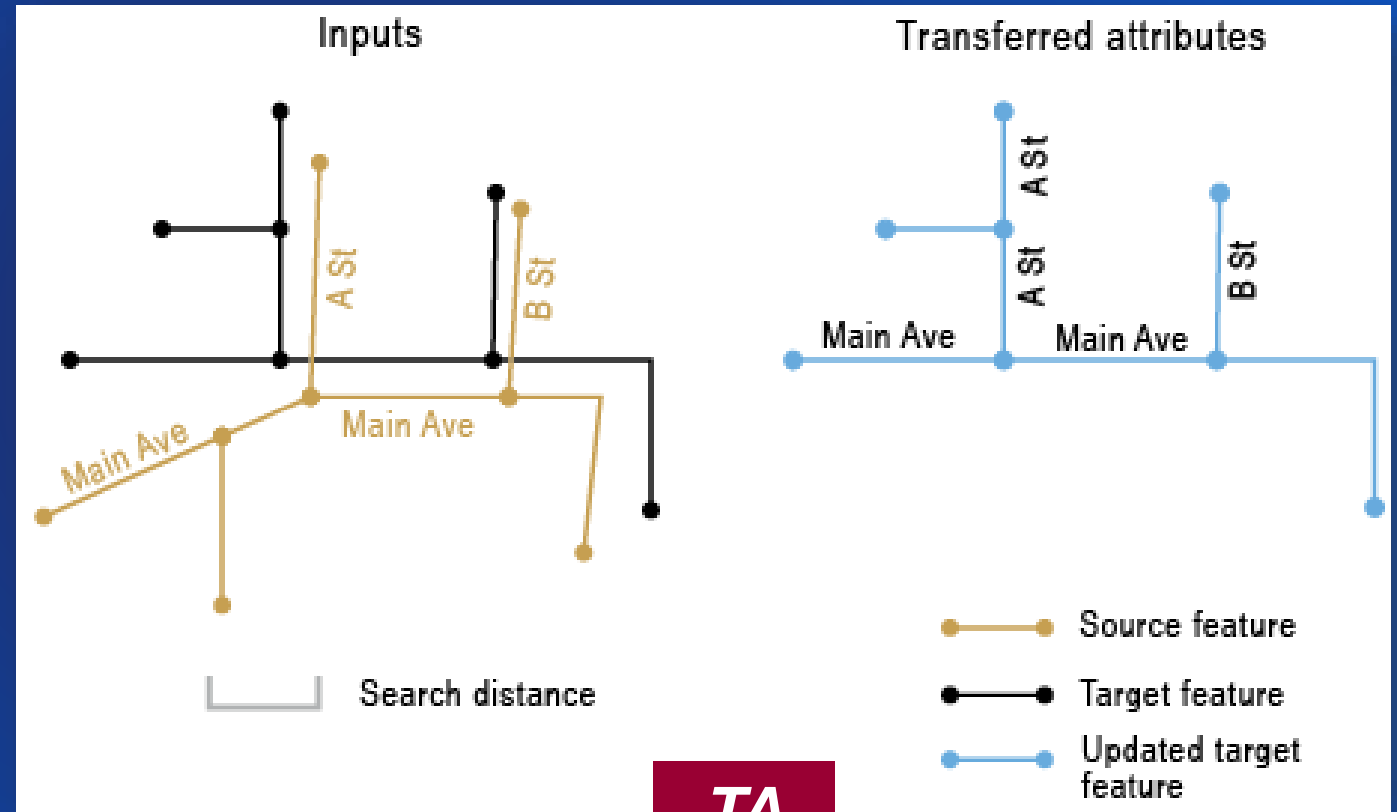 Inputs
Transferred attributes
A St
B St
Main Ave
Main Ave
A St
A St
B St
Main Ave
Main Ave
Search distance
Source feature
Target feature
Updated target
feature
TA